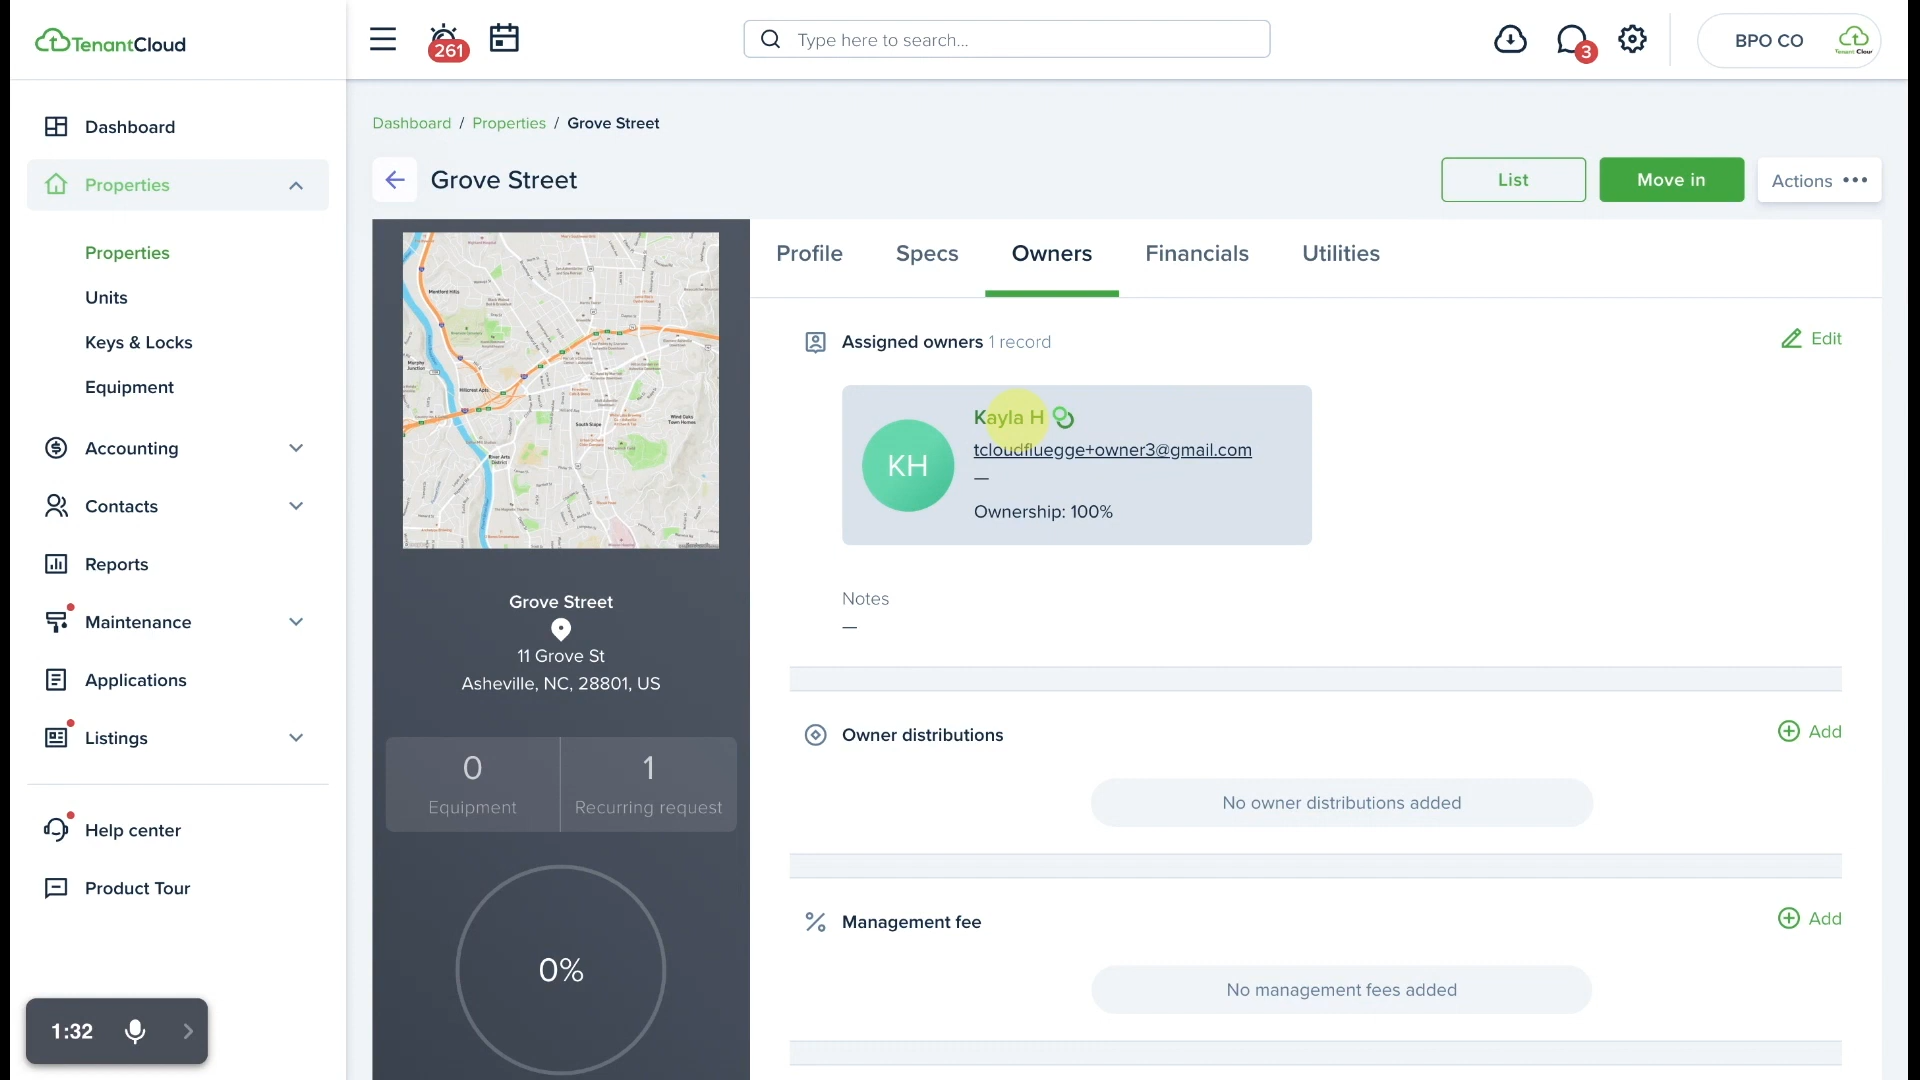 TenantCloud
261
Type here to search...
3
BPO CO
Dashboard
Properties
Properties
Units
Keys & Locks
Equipment
Accounting
Contacts
Reports
Maintenance
Applications
Listings
Help center
Product Tour
1:32
Dashboard / Properties / Grove Street
Grove Street
List
Move in
Actions
Grove Street
11 Grove St
Asheville, NC, 28801, US
0
Equipment
1
Recurring request
0%
Profile
Specs
Owners
Financials
Utilities
Assigned owners 1 record
Edit
KH
Kayla H
tcloudfluegge+owner3@gmail.com
—
Ownership: 100%
Notes
—
Owner distributions
Add
No owner distributions added
Management fee
Add
No management fees added